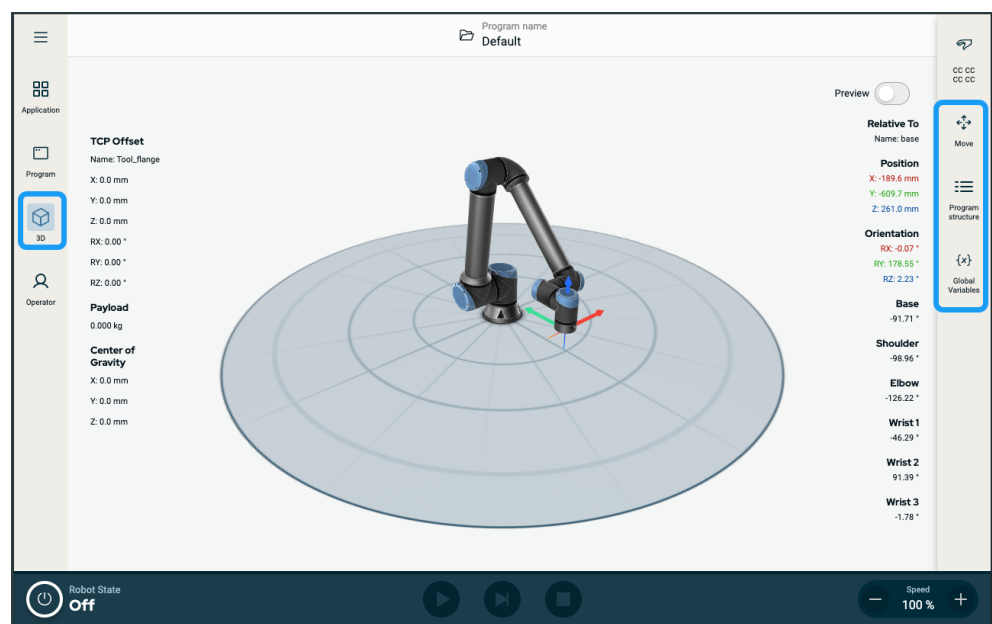 Program name
Default
Application
Program
3D
Operator
TCP Offset
Name: Tool_flange
X: 0.0 mm
Y: 0.0 mm
Z: 0.0 mm
RX: 0.00 °
RY: 0.00 °
RZ: 0.00 °
Payload
0.000 kg
Center of
Gravity
X: 0.0 mm
Y: 0.0 mm
Z: 0.0 mm
Preview
Relative To
Name: base
Position
X: -189.6 mm
Y: -609.7 mm
Z: 261.0 mm
Orientation
RX: -0.07 °
RY: 178.55 °
RZ: 2.23 °
Base
-91.71 °
Shoulder
-98.96 °
Elbow
-126.22 °
Wrist 1
-46.29 °
Wrist 2
91.39 °
Wrist 3
-1.78 °
CC CC
CC CC
Move
Program
structure
{x}
Global
Variables
Robot State
Off
Speed
100 %